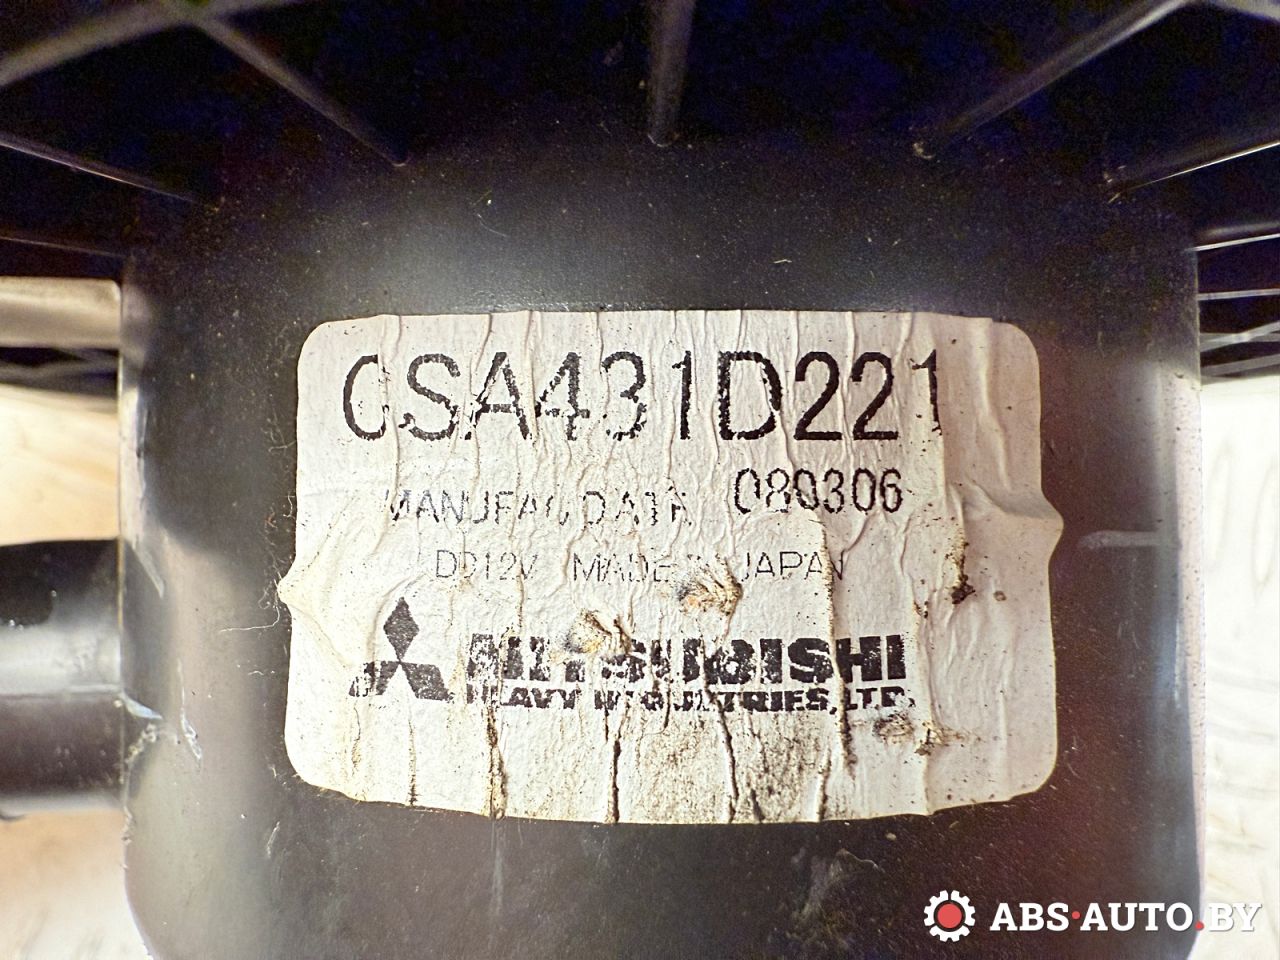 CSA431D221
MANUFAC DATE 080306
DC12V MADE IN JAPAN
MITSUBISHI
HEAVY INDUSTRIES, LTD.
ABS-AUTO.BY